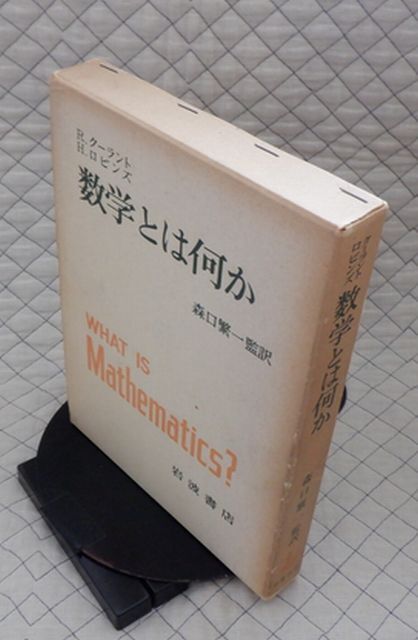 R.クーラント
H.ロビンズ
数学とは何か
森口繁一監訳
WHAT IS
Mathematics?
岩波書店
クーラント
ロビンズ
数学とは何か
森口繁一監訳